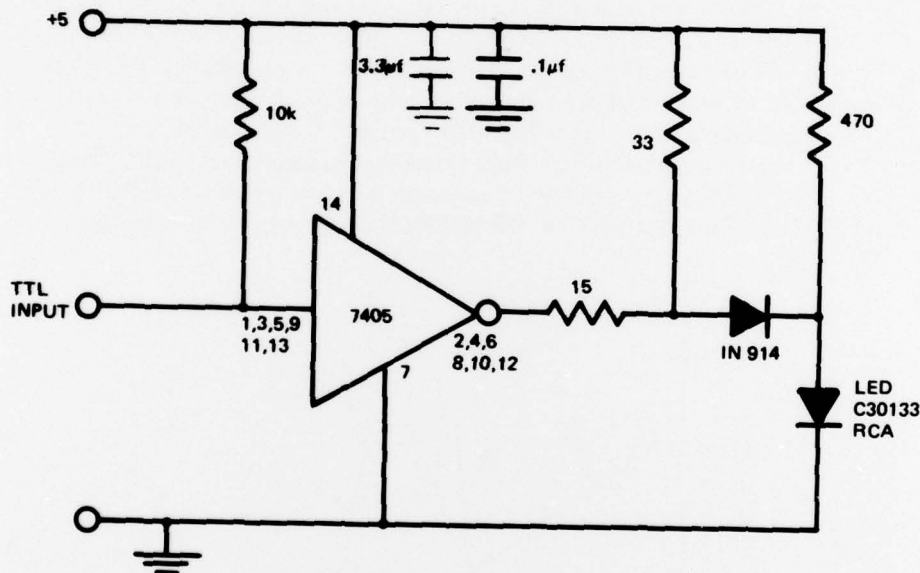 +5
3.3µf
.1µf
10k
33
470
14
TTL
INPUT
1,3,5,9
11,13
7405
2,4,6
8,10,12
7
15
IN 914
LED
C30133
RCA